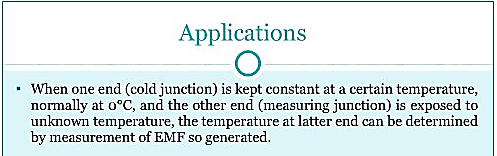 Applications
▪ When one end (cold junction) is kept constant at a certain temperature,
normally at 0°C, and the other end (measuring junction) is exposed to
unknown temperature, the temperature at latter end can be determined
by measurement of EMF so generated.